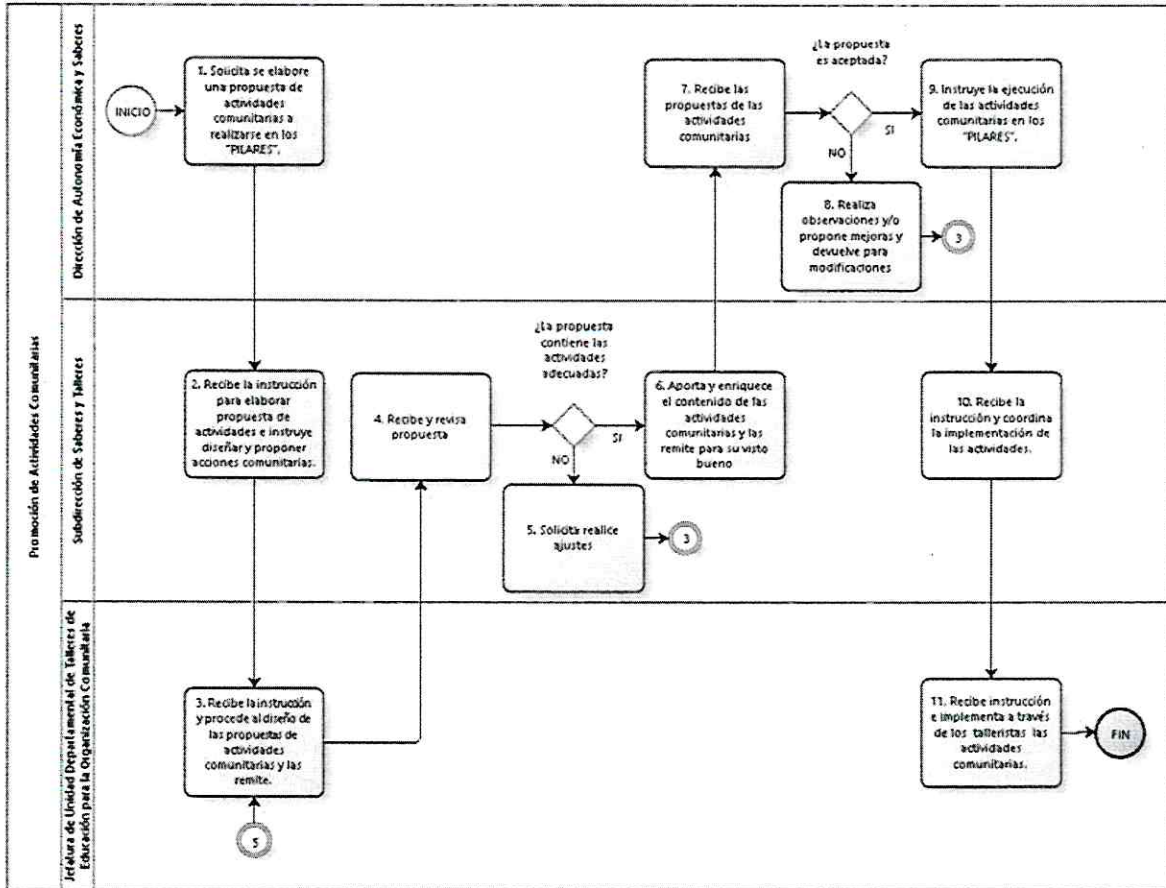 Promoción de Actividades Comunitarias
Dirección de Autonomía Económica y Saberes
INICIO
1. Solicita se elabore
una propuesta de
actividades
comunitarias a
realizarse en los
"PILARES".
7. Recibe las
propuestas de las
actividades
comunitarias
¿La propuesta
es aceptada?
SI
NO
9. Instruye la ejecución
de las actividades
comunitarias en los
"PILARES".
8. Realiza
observaciones y/o
propone mejoras y
devuelve para
modificaciones
3
Subdirección de Saberes y Talleres
2. Recibe la instrucción
para elaborar
propuesta de
actividades e instruye
diseñar y proponer
acciones comunitarias.
4. Recibe y revisa
propuesta
¿La propuesta
contiene las
actividades
adecuadas?
SI
NO
6. Aporta y enriquece
el contenido de las
actividades
comunitarias y las
remite para su visto
bueno
5. Solicita realice
ajustes
3
10. Recibe la
instrucción y coordina
la implementación de
las actividades.
Jefatura de Unidad Departamental de Talleres de
Educación para la Organización Comunitaria
3. Recibe la instrucción
y procede al diseño de
las propuestas de
actividades
comunitarias y las
remite.
5
11. Recibe instrucción
e implementa a través
de los talleristas las
actividades
comunitarias.
FIN